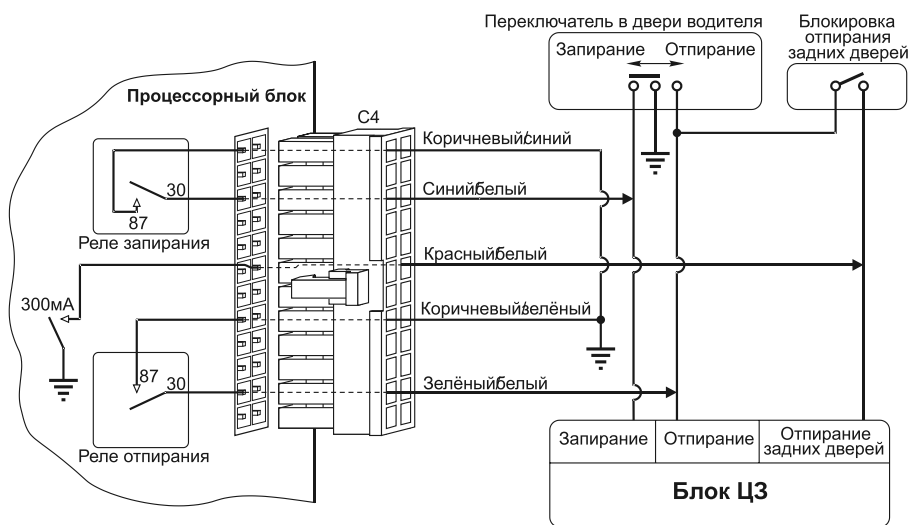 Переключатель в двери водителя
Запирание Отпирание
Блокировка
отпирания
задних дверей
Процессорный блок
C4
Коричневый/синий
30
87
Реле запирания
Синий/белый
Красный/белый
300мА
Коричневый/зелёный
87
30
Реле отпирания
Зелёный/белый
Запирание
Отпирание
Отпирание
задних дверей
Блок ЦЗ